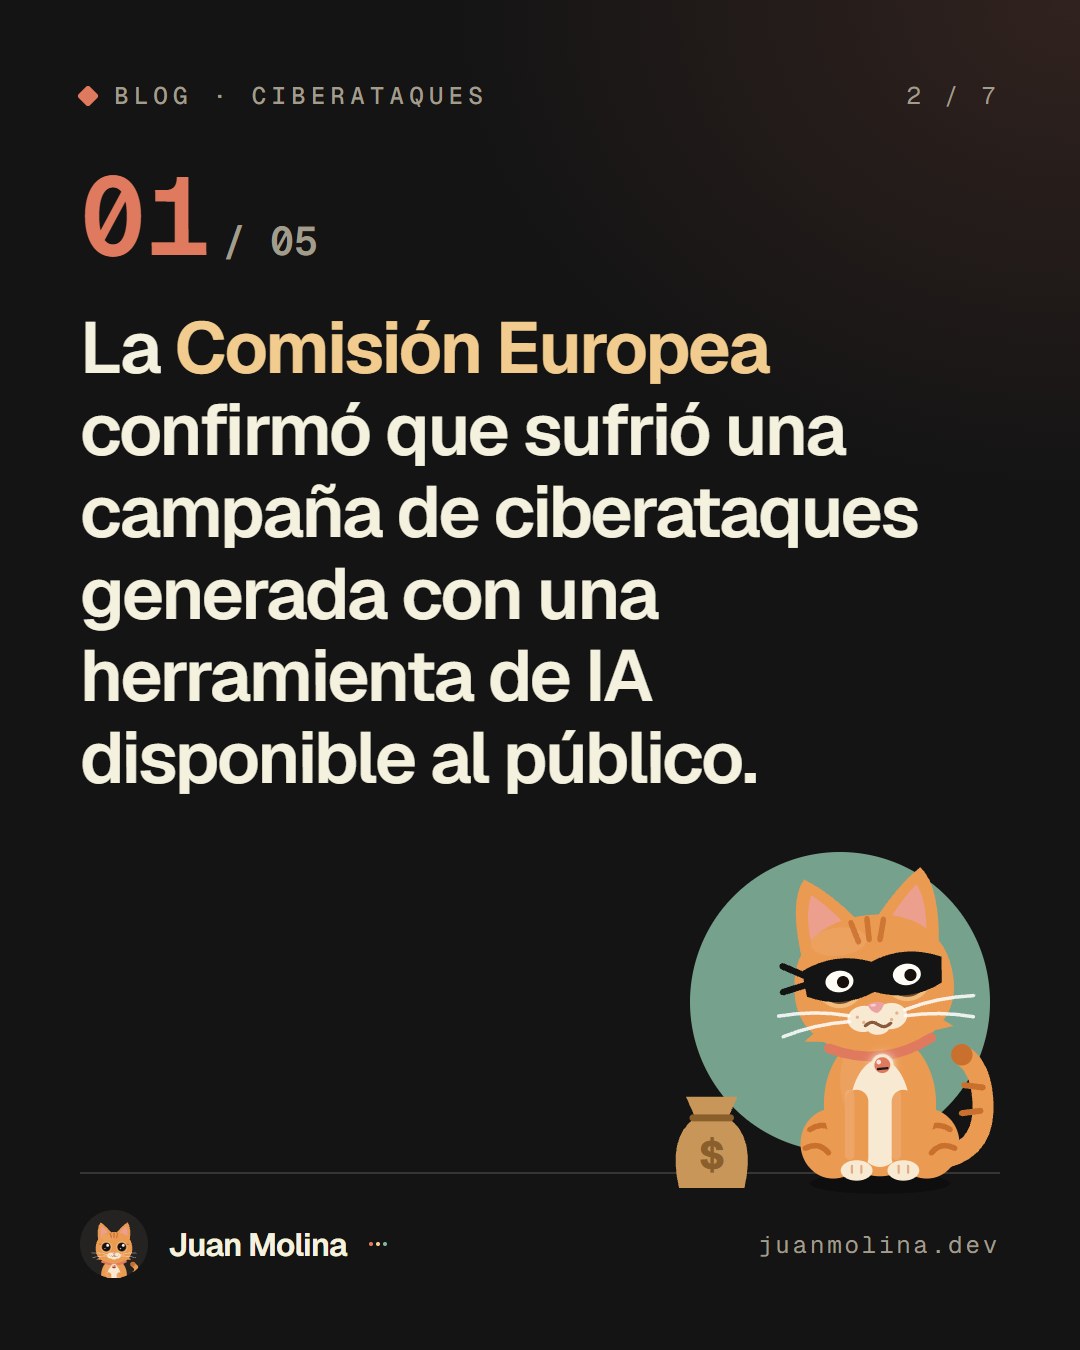 BLOG · CIBERATAQUES
2 / 7
01 / 05
La Comisión Europea
confirmó que sufrió una
campaña de ciberataques
generada con una
herramienta de IA
disponible al público.
$
Juan Molina
juanmolina.dev